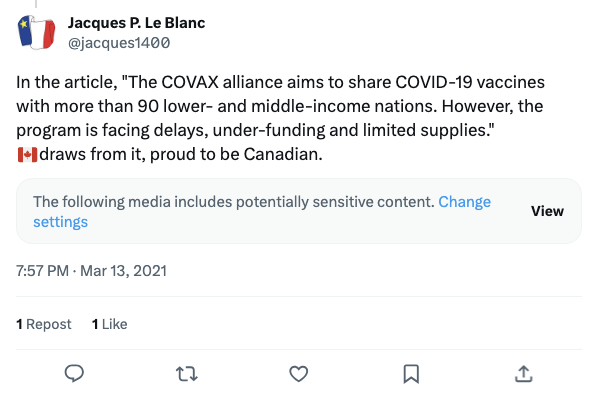 Jacques P. Le Blanc
@jacques1400
In the article, "The COVAX alliance aims to share COVID-19 vaccines
with more than 90 lower- and middle-income nations. However, the
program is facing delays, under-funding and limited supplies."
🇨🇦draws from it, proud to be Canadian.
The following media includes potentially sensitive content. Change
settings
View
7:57 PM · Mar 13, 2021
1 Repost 1 Like